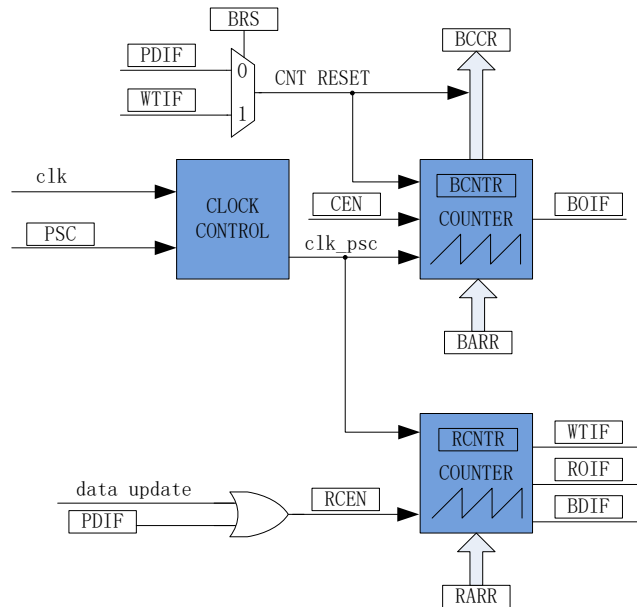 BRS
BCCR
PDIF
0
CNT RESET
WTIF
1
clk
CLOCK
CONTROL
PSC
clk_psc
CEN
BCNTR
COUNTER
BOIF
BARR
RCNTR
COUNTER
WTIF
ROIF
BDIF
data update
PDIF
RCEN
RARR